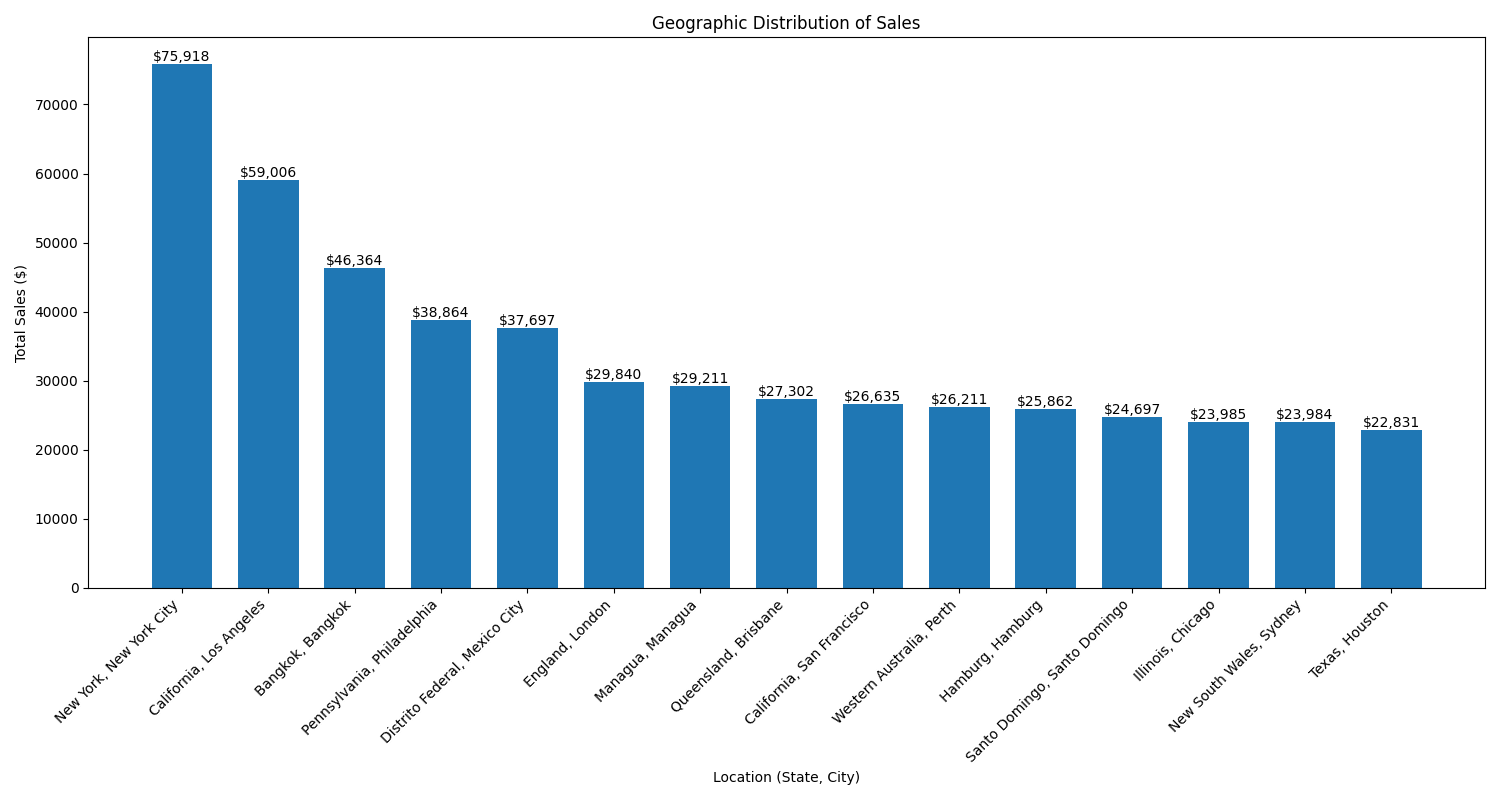 Geographic Distribution of Sales
Total Sales ($)
70000
60000
50000
40000
30000
20000
10000
0
$75,918
$59,006
$46,364
$38,864
$37,697
$29,840
$29,211
$27,302
$26,635
$26,211
$25,862
$24,697
$23,985
$23,984
$22,831
New York, New York City
California, Los Angeles
Bangkok, Bangkok
Pennsylvania, Philadelphia
Distrito Federal, Mexico City
England, London
Managua, Managua
Queensland, Brisbane
California, San Francisco
Western Australia, Perth
Hamburg, Hamburg
Santo Domingo, Santo Domingo
Illinois, Chicago
New South Wales, Sydney
Texas, Houston
Location (State, City)